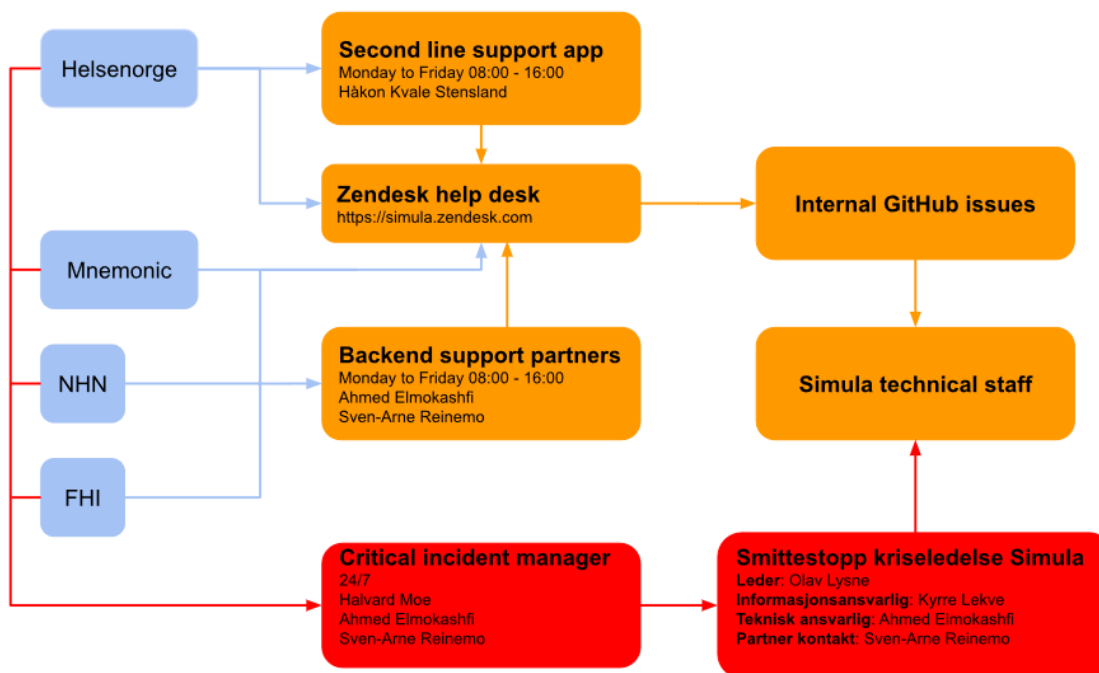 Helsenorge
Second line support app
Monday to Friday 08:00 - 16:00
Håkon Kvale Stensland
Zendesk help desk
https://simula.zendesk.com
Internal GitHub issues
Mnemonic
NHN
Backend support partners
Monday to Friday 08:00 - 16:00
Ahmed Elmokashfi
Sven-Arne Reinemo
Simula technical staff
FHI
Critical incident manager
24/7
Halvard Moe
Ahmed Elmokashfi
Sven-Arne Reinemo
Smittestopp kriseledelse Simula
Leder: Olav Lysne
Informasjonsansvarlig: Kyrre Lekve
Teknisk ansvarlig: Ahmed Elmokashfi
Partner kontakt: Sven-Arne Reinemo